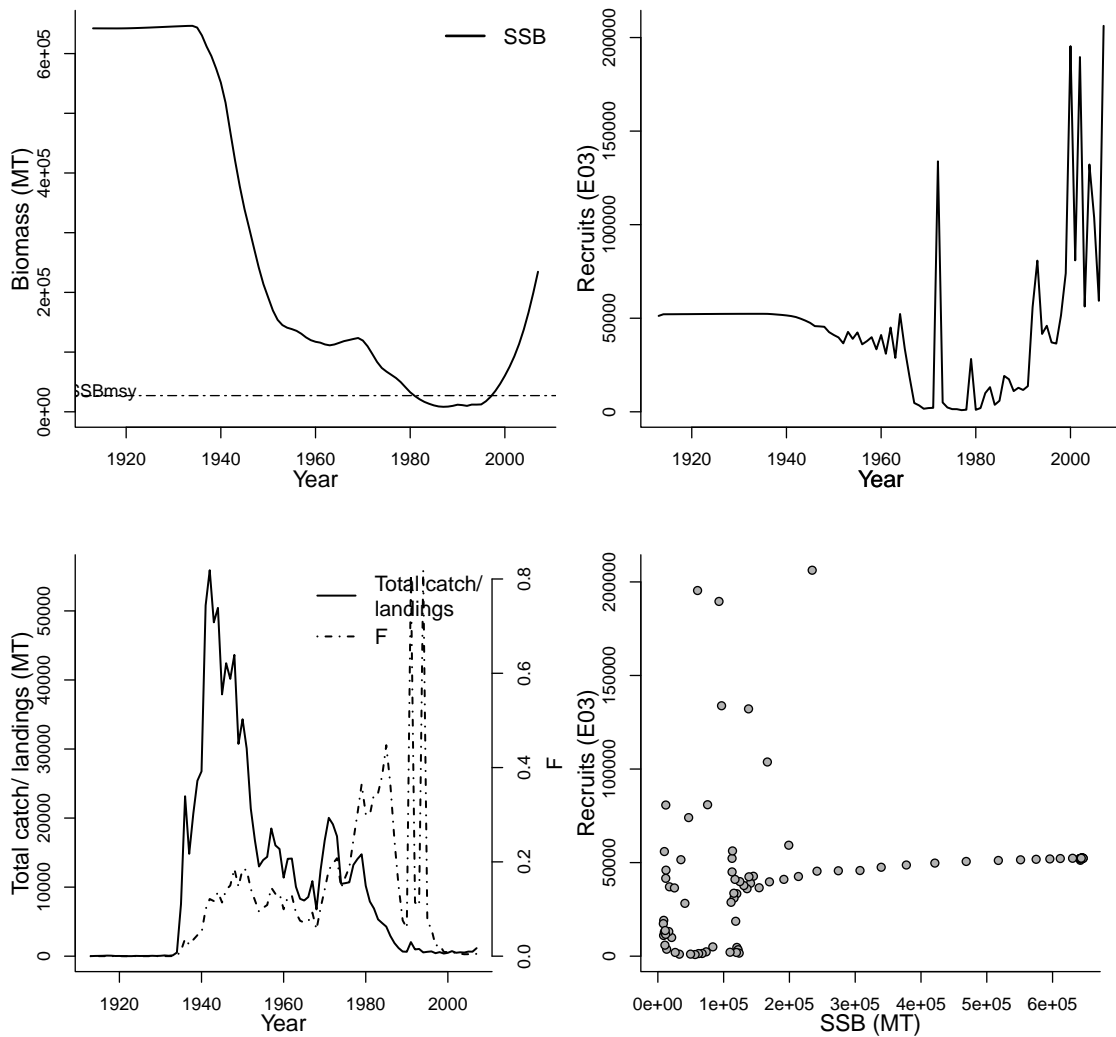 SSB
SSBmsy
Biomass (MT)
0e+00
2e+05
4e+05
6e+05
1920
1940
1960
1980
2000
Year
Recruits (E03)
0
50000
100000
150000
200000
1920
1940
1960
1980
2000
Year
Total catch/
landings
F
Total catch/ landings (MT)
0
10000
20000
30000
40000
50000
F
0.0
0.2
0.4
0.6
0.8
1920
1940
1960
1980
2000
Year
Recruits (E03)
0
50000
100000
150000
200000
0e+00
1e+05
2e+05
3e+05
4e+05
5e+05
6e+05
SSB (MT)